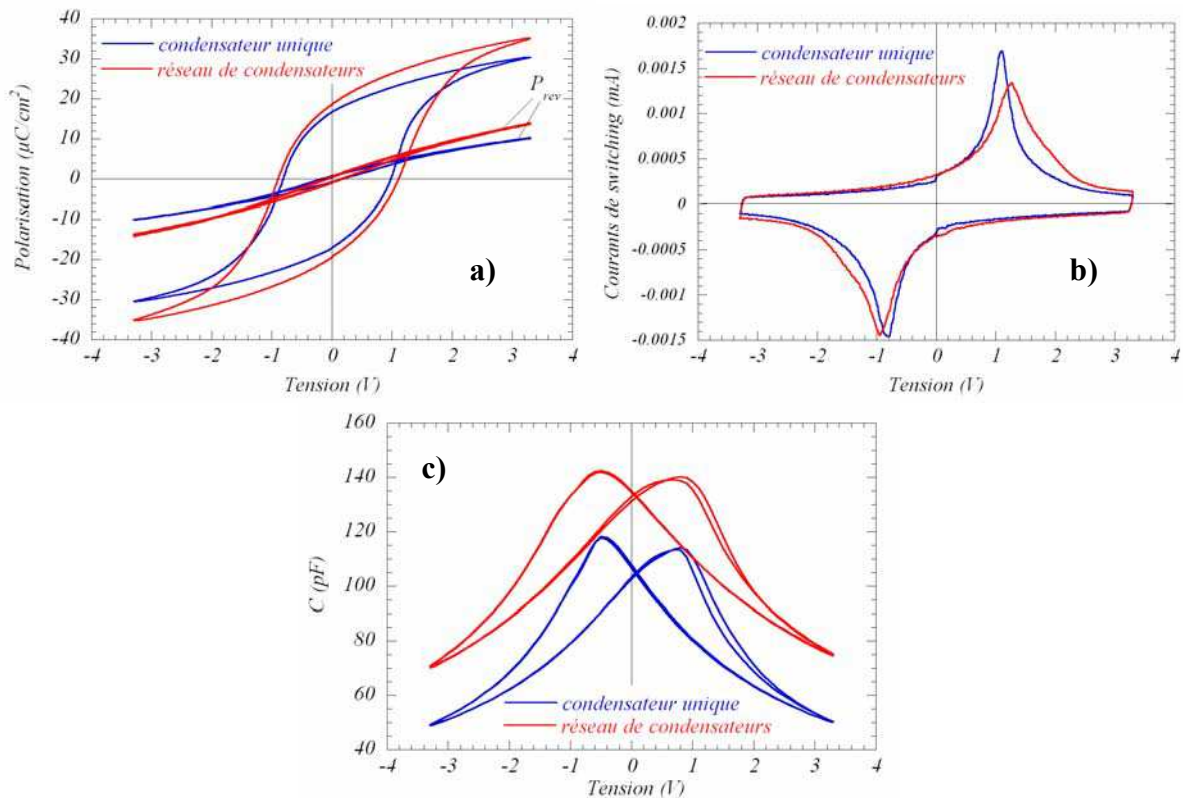 40
30
20
10
0
-10
-20
-30
-40
Polarisation (µC/cm²)
condensateur unique
réseau de condensateurs
P rev
a)
-4 -3 -2 -1 0 1 2 3 4
Tension (V)
0.002
0.0015
0.001
0.0005
0
-0.0005
-0.001
-0.0015
Courants de switching (mA)
condensateur unique
réseau de condensateurs
b)
-4 -3 -2 -1 0 1 2 3 4
Tension (V)
160
140
120
100
80
60
40
C (pF)
c)
condensateur unique
réseau de condensateurs
-4 -3 -2 -1 0 1 2 3 4
Tension (V)